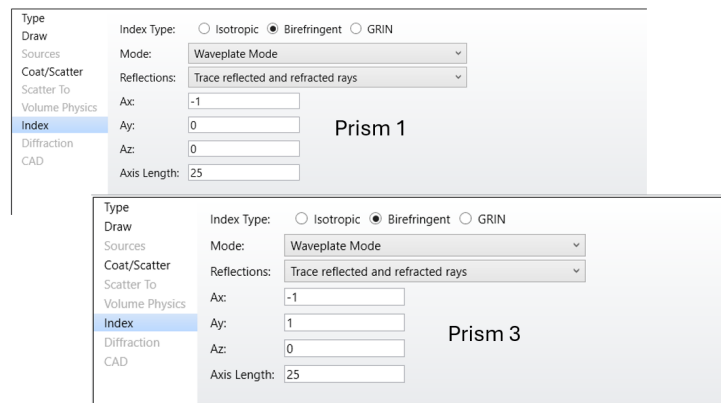 Type
Draw
Sources
Coat/Scatter
Scatter To
Volume Physics
Index
Diffraction
CAD
Index Type: Isotropic Birefringent GRIN
Mode: Waveplate Mode
Reflections: Trace reflected and refracted rays
Ax: -1
Ay: 0
Az: 0
Axis Length: 25
Prism 1
Type
Draw
Sources
Coat/Scatter
Scatter To
Volume Physics
Index
Diffraction
CAD
Index Type: Isotropic Birefringent GRIN
Mode: Waveplate Mode
Reflections: Trace reflected and refracted rays
Ax: -1
Ay: 1
Az: 0
Axis Length: 25
Prism 3